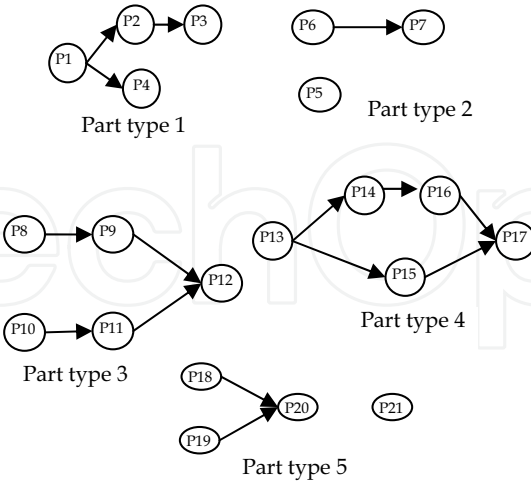 P2
P3
P1
P4
Part type 1
P6
P7
P5
Part type 2
P8
P9
P12
P10
P11
Part type 3
P14
P16
P13
P17
P15
Part type 4
P18
P20
P21
P19
Part type 5